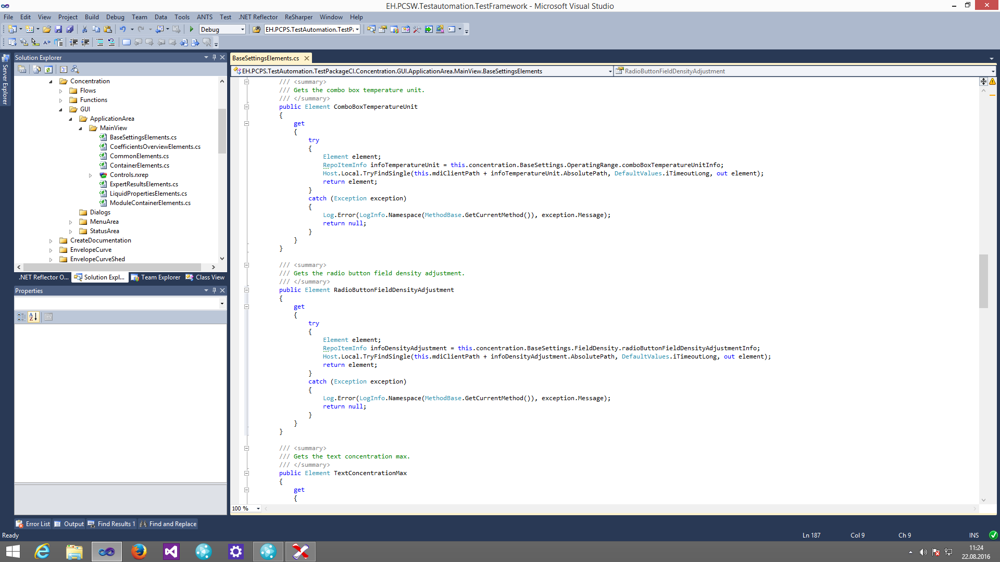 EH.PCSW.Testautomation.TestFramework - Microsoft Visual Studio
File Edit View Project Build Debug Team Data Tools ANTS Test .NET Reflector ReSharper Window Help
Debug EH.PCPS.TestAutomation.TestP
Server Explorer
Solution Explorer
Concentration
Flows
Functions
GUI
ApplicationArea
MainView
BaseSettingsElements.cs
CoefficientsOverviewElements.cs
CommonElements.cs
ContainerElements.cs
Controls.rxrep
ExpertResultsElements.cs
LiquidPropertiesElements.cs
ModuleContainerElements.cs
Dialogs
MenuArea
StatusArea
CreateDocumentation
EnvelopeCurve
EnvelopeCurveShed
.NET Reflector O... Solution Expl... Team Explorer Class View
Properties
BaseSettingsElements.cs
EH.PCPS.TestAutomation.TestPackageCI.Concentration.GUI.ApplicationArea.MainView.BaseSettingsElements RadioButtonFieldDensityAdjustment
/// <summary>
/// Gets the combo box temperature unit.
/// </summary>
public Element ComboBoxTemperatureUnit
{
get
{
try
{
Element element;
RepoItemInfo infoTemperatureUnit = this.concentration.BaseSettings.OperatingRange.comboBoxTemperatureUnitInfo;
Host.Local.TryFindSingle(this.mdiClientPath + infoTemperatureUnit.AbsolutePath, DefaultValues.iTimeoutLong, out element);
return element;
}
catch (Exception exception)
{
Log.Error(LogInfo.Namespace(MethodBase.GetCurrentMethod()), exception.Message);
return null;
}
}
}
/// <summary>
/// Gets the radio button field density adjustment.
/// </summary>
public Element RadioButtonFieldDensityAdjustment
{
get
{
try
{
Element element;
RepoItemInfo infoDensityAdjustment = this.concentration.BaseSettings.FieldDensity.radioButtonFieldDensityAdjustmentInfo;
Host.Local.TryFindSingle(this.mdiClientPath + infoDensityAdjustment.AbsolutePath, DefaultValues.iTimeoutLong, out element);
return element;
}
catch (Exception exception)
{
Log.Error(LogInfo.Namespace(MethodBase.GetCurrentMethod()), exception.Message);
return null;
}
}
}
/// <summary>
/// Gets the text concentration max.
/// </summary>
public Element TextConcentrationMax
{
get
{
100 %
Error List Output Find Results 1 Find and Replace
Ready Ln 187 Col 9 Ch 9 INS
11:24
22.08.2016